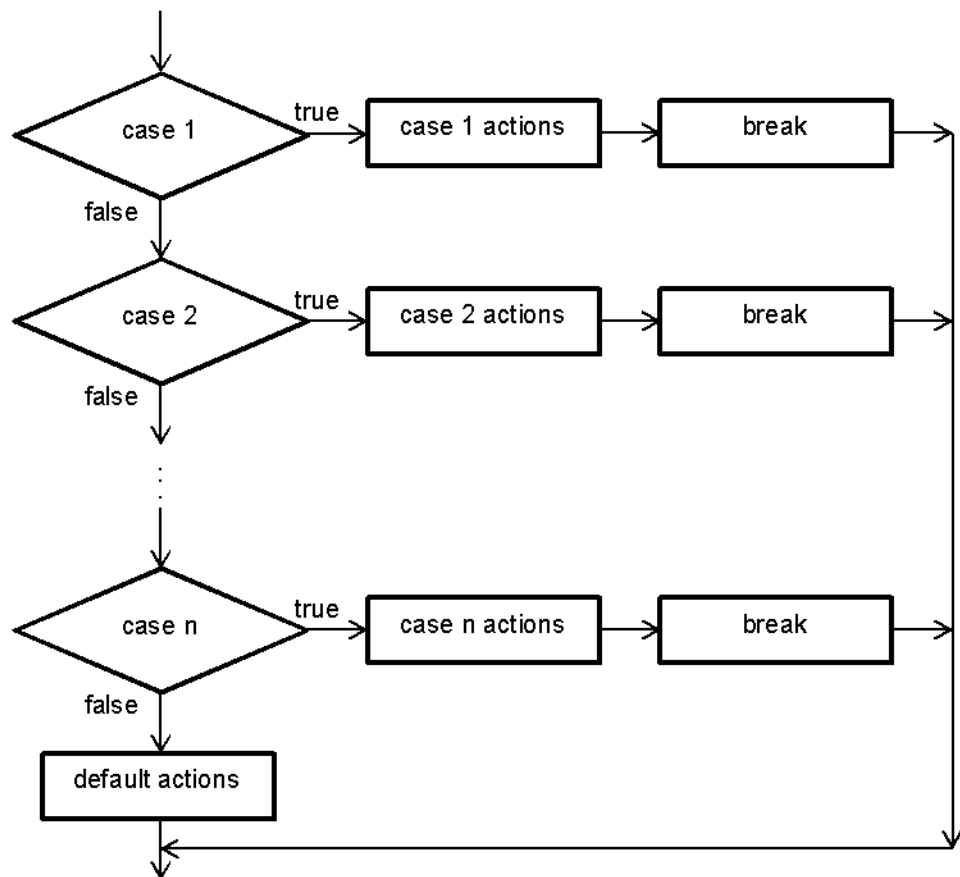 case 1
true
case 1 actions
break
false
case 2
true
case 2 actions
break
false
case n
true
case n actions
break
false
default actions